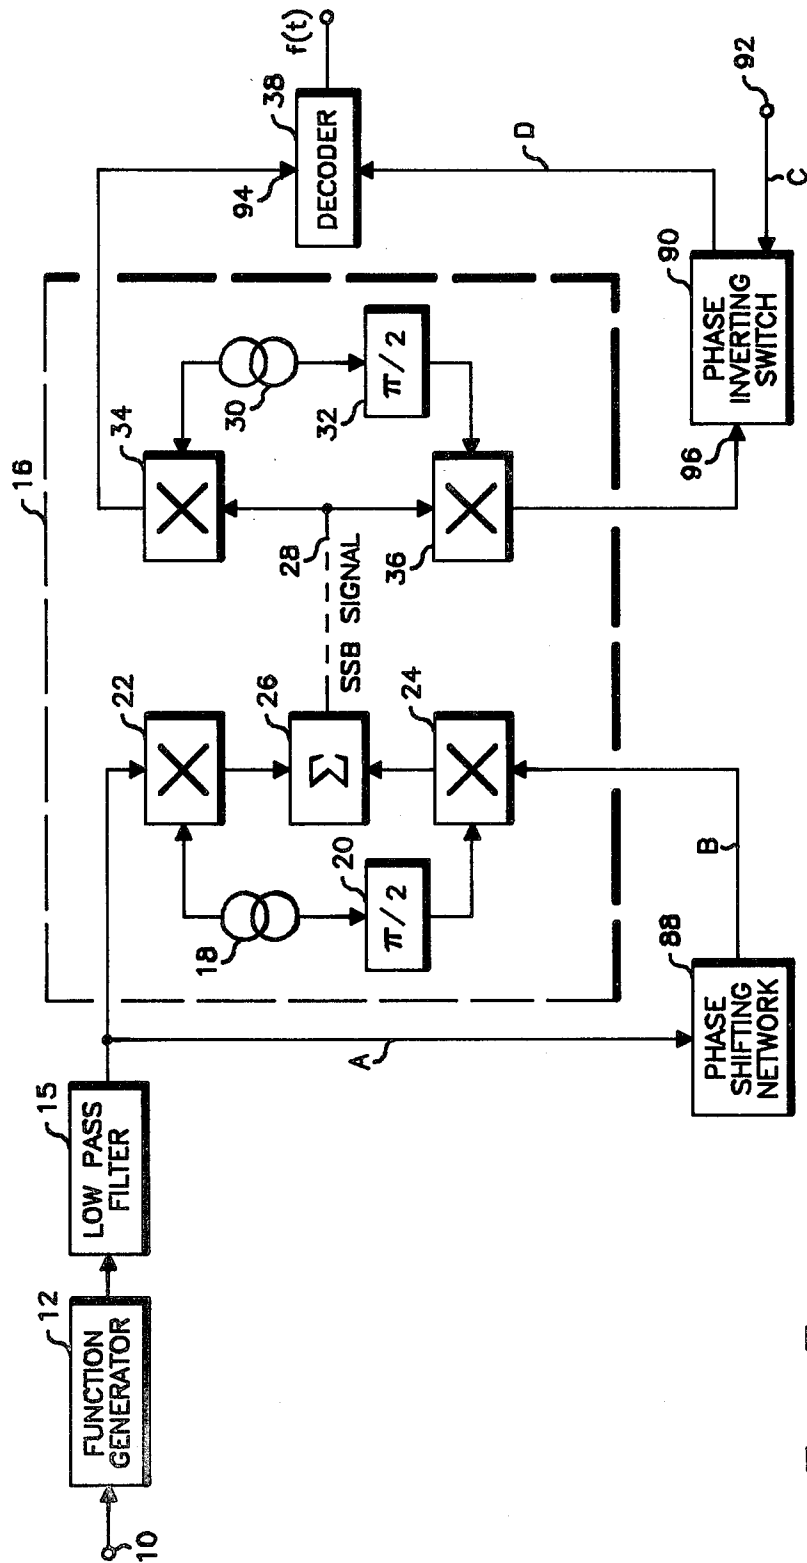 10
12
FUNCTION
GENERATOR
15
LOW PASS
FILTER
A
88
PHASE
SHIFTING
NETWORK
B
16
18
20
π/2
22
24
26
Σ
SSB SIGNAL
28
30
32
π/2
34
36
94
38
DECODER
f(t)
D
96
90
PHASE
INVERTING
SWITCH
C
92